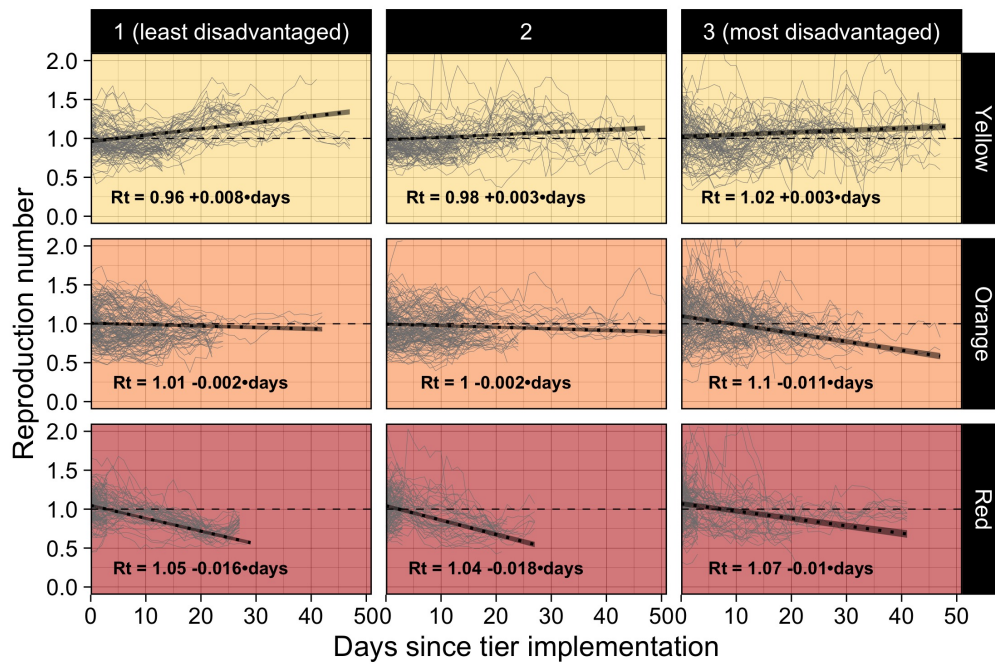 1 (least disadvantaged) 2 3 (most disadvantaged)
2.0
1.5
1.0
0.5
0.0
Rt = 0.96 +0.008•days Rt = 0.98 +0.003•days Rt = 1.02 +0.003•days
Yellow
2.0
1.5
1.0
0.5
0.0
Rt = 1.01 -0.002•days Rt = 1 -0.002•days Rt = 1.1 -0.011•days
Orange
2.0
1.5
1.0
0.5
0.0
Rt = 1.05 -0.016•days Rt = 1.04 -0.018•days Rt = 1.07 -0.01•days
Red
Reproduction number
0 10 20 30 40 50 0 10 20 30 40 50 0 10 20 30 40 50
Days since tier implementation